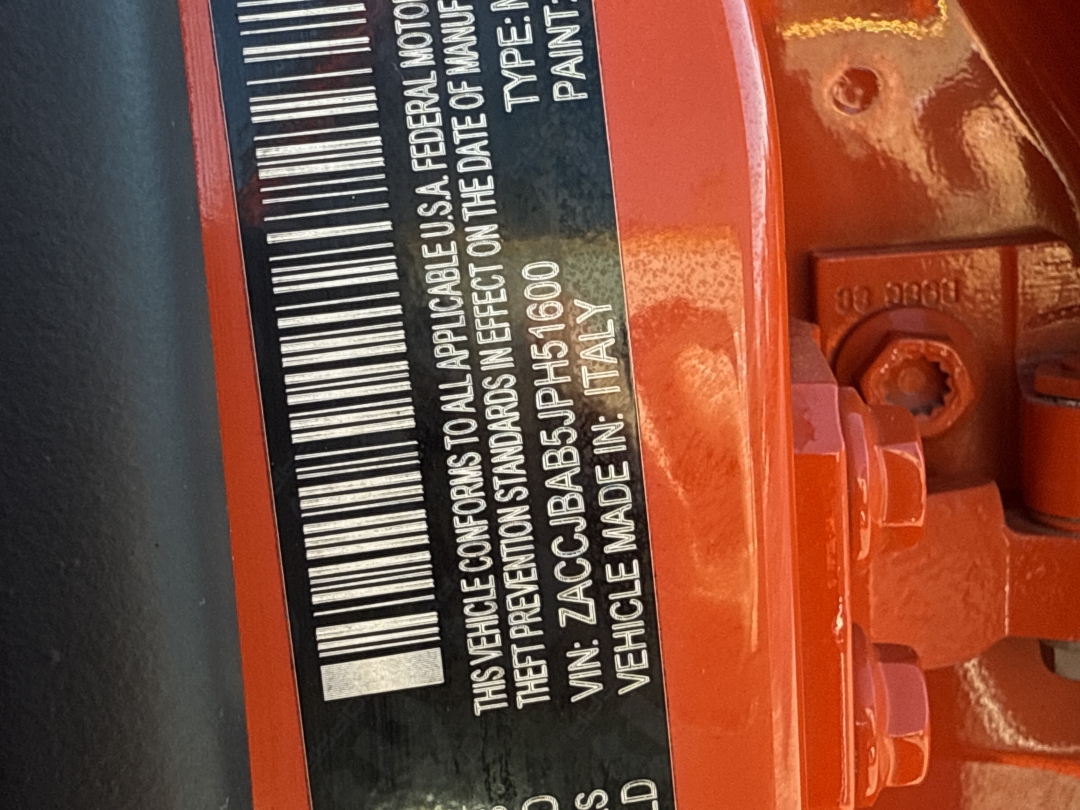 THIS VEHICLE CONFORMS TO ALL APPLICABLE U.S.A. FEDERAL MOTOR
THEFT PREVENTION STANDARDS IN EFFECT ON THE DATE OF MANUF
VIN: ZACCJBAB5JPH51600 TYPE:
VEHICLE MADE IN: ITALY PAINT: